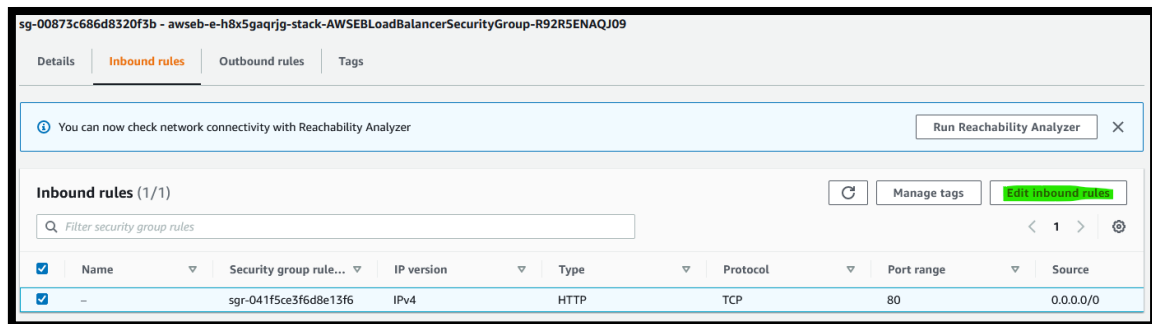 sg-00873c686d8320f3b - awseb-e-h8x5gaqrjg-stack-AWSEBLoadBalancerSecurityGroup-R92R5ENAQJ09
Details Inbound rules Outbound rules Tags
You can now check network connectivity with Reachability Analyzer Run Reachability Analyzer
Inbound rules (1/1) Manage tags Edit inbound rules
Filter security group rules 1
Name Security group rule... IP version Type Protocol Port range Source
– sgr-041f5ce3f6d8e13f6 IPv4 HTTP TCP 80 0.0.0.0/0